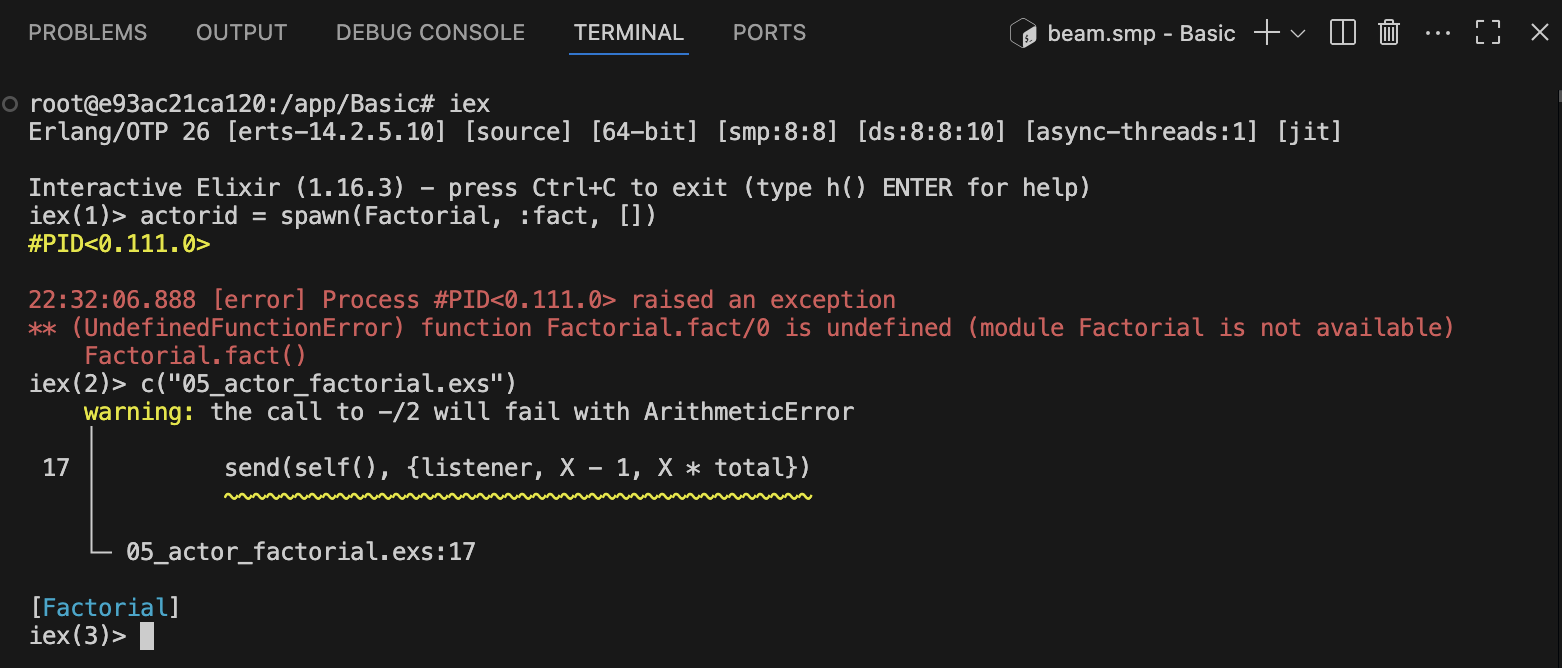 PROBLEMS OUTPUT DEBUG CONSOLE TERMINAL PORTS beam.smp - Basic
root@e93ac21ca120:/app/Basic# iex
Erlang/OTP 26 [erts-14.2.5.10] [source] [64-bit] [smp:8:8] [ds:8:8:10] [async-threads:1] [jit]
Interactive Elixir (1.16.3) - press Ctrl+C to exit (type h() ENTER for help)
iex(1)> actorid = spawn(Factorial, :fact, [])
#PID<0.111.0>
22:32:06.888 [error] Process #PID<0.111.0> raised an exception
** (UndefinedFunctionError) function Factorial.fact/0 is undefined (module Factorial is not available)
Factorial.fact()
iex(2)> c("05_actor_factorial.exs")
warning: the call to -/2 will fail with ArithmeticError
17 send(self(), {listener, X - 1, X * total})
05_actor_factorial.exs:17
[Factorial]
iex(3)>